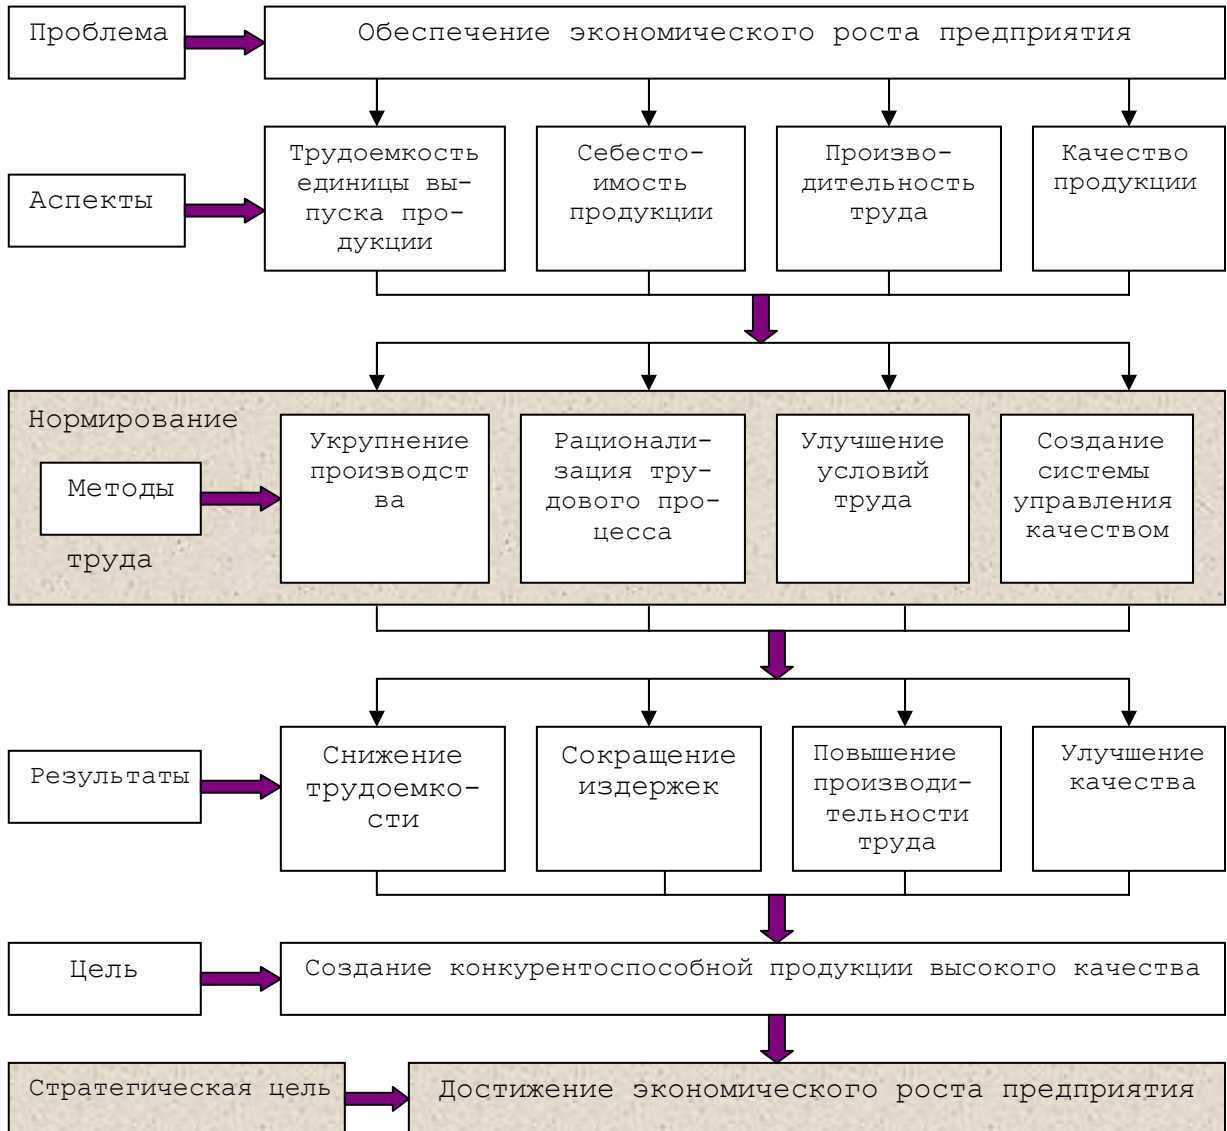 Проблема
Обеспечение экономического роста предприятия
Аспекты
Трудоемкость
единицы вы-
пуска про-
дукции
Себесто-
имость
продукции
Произво-
дительность
труда
Качество
продукции
Нормирование
Методы
труда
Укрупнение
производст
ва
Рационали-
зация тру-
дового про-
цесса
Улучшение
условий
труда
Создание
системы
управления
качеством
Результаты
Снижение
трудоемко-
сти
Сокращение
издержек
Повышение
производи-
тельности
труда
Улучшение
качества
Цель
Создание конкурентоспособной продукции высокого качества
Стратегическая цель
Достижение экономического роста предприятия